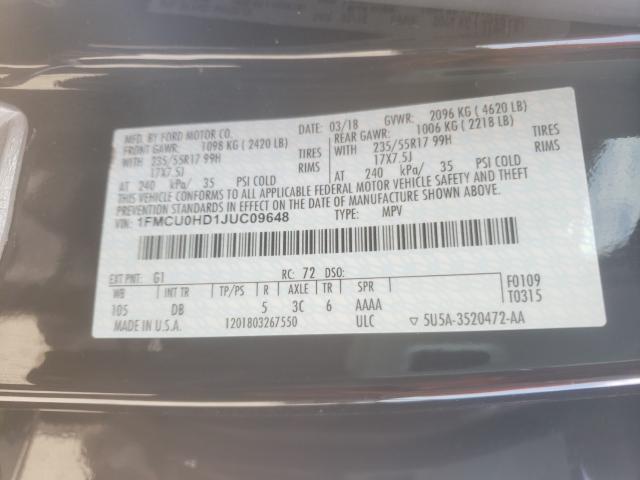 MFD. BY FORD MOTOR CO.
03/18 GVWR: 2096 KG ( 4620 LB)
FRONT GAWR: 1098 KG ( 2420 LB)
REAR GAWR: 1006 KG ( 2218 LB)
WITH 235/55R17 99H TIRES
WITH 235/55R17 99H TIRES
17X7.5J RIMS
17X7.5J RIMS
AT 240 kPa/ 35 PSI COLD
AT 240 kPa/ 35 PSI COLD
THIS VEHICLE CONFORMS TO ALL APPLICABLE FEDERAL MOTOR VEHICLE SAFETY AND THEFT
PREVENTION STANDARDS IN EFFECT ON THE DATE OF MANUFACTURE SHOWN ABOVE.
VIN: 1FMCU0HD1JUC09648 TYPE: MPV
EXT PNT: G1 RC: 72 DSO:
F0109
WB INT TR TP/PS R AXLE TR SPR
T0315
105 DB 5 3C 6 AAAA
MADE IN U.S.A. 1201803267550 ULC ▽ 5U5A-3520472-AA